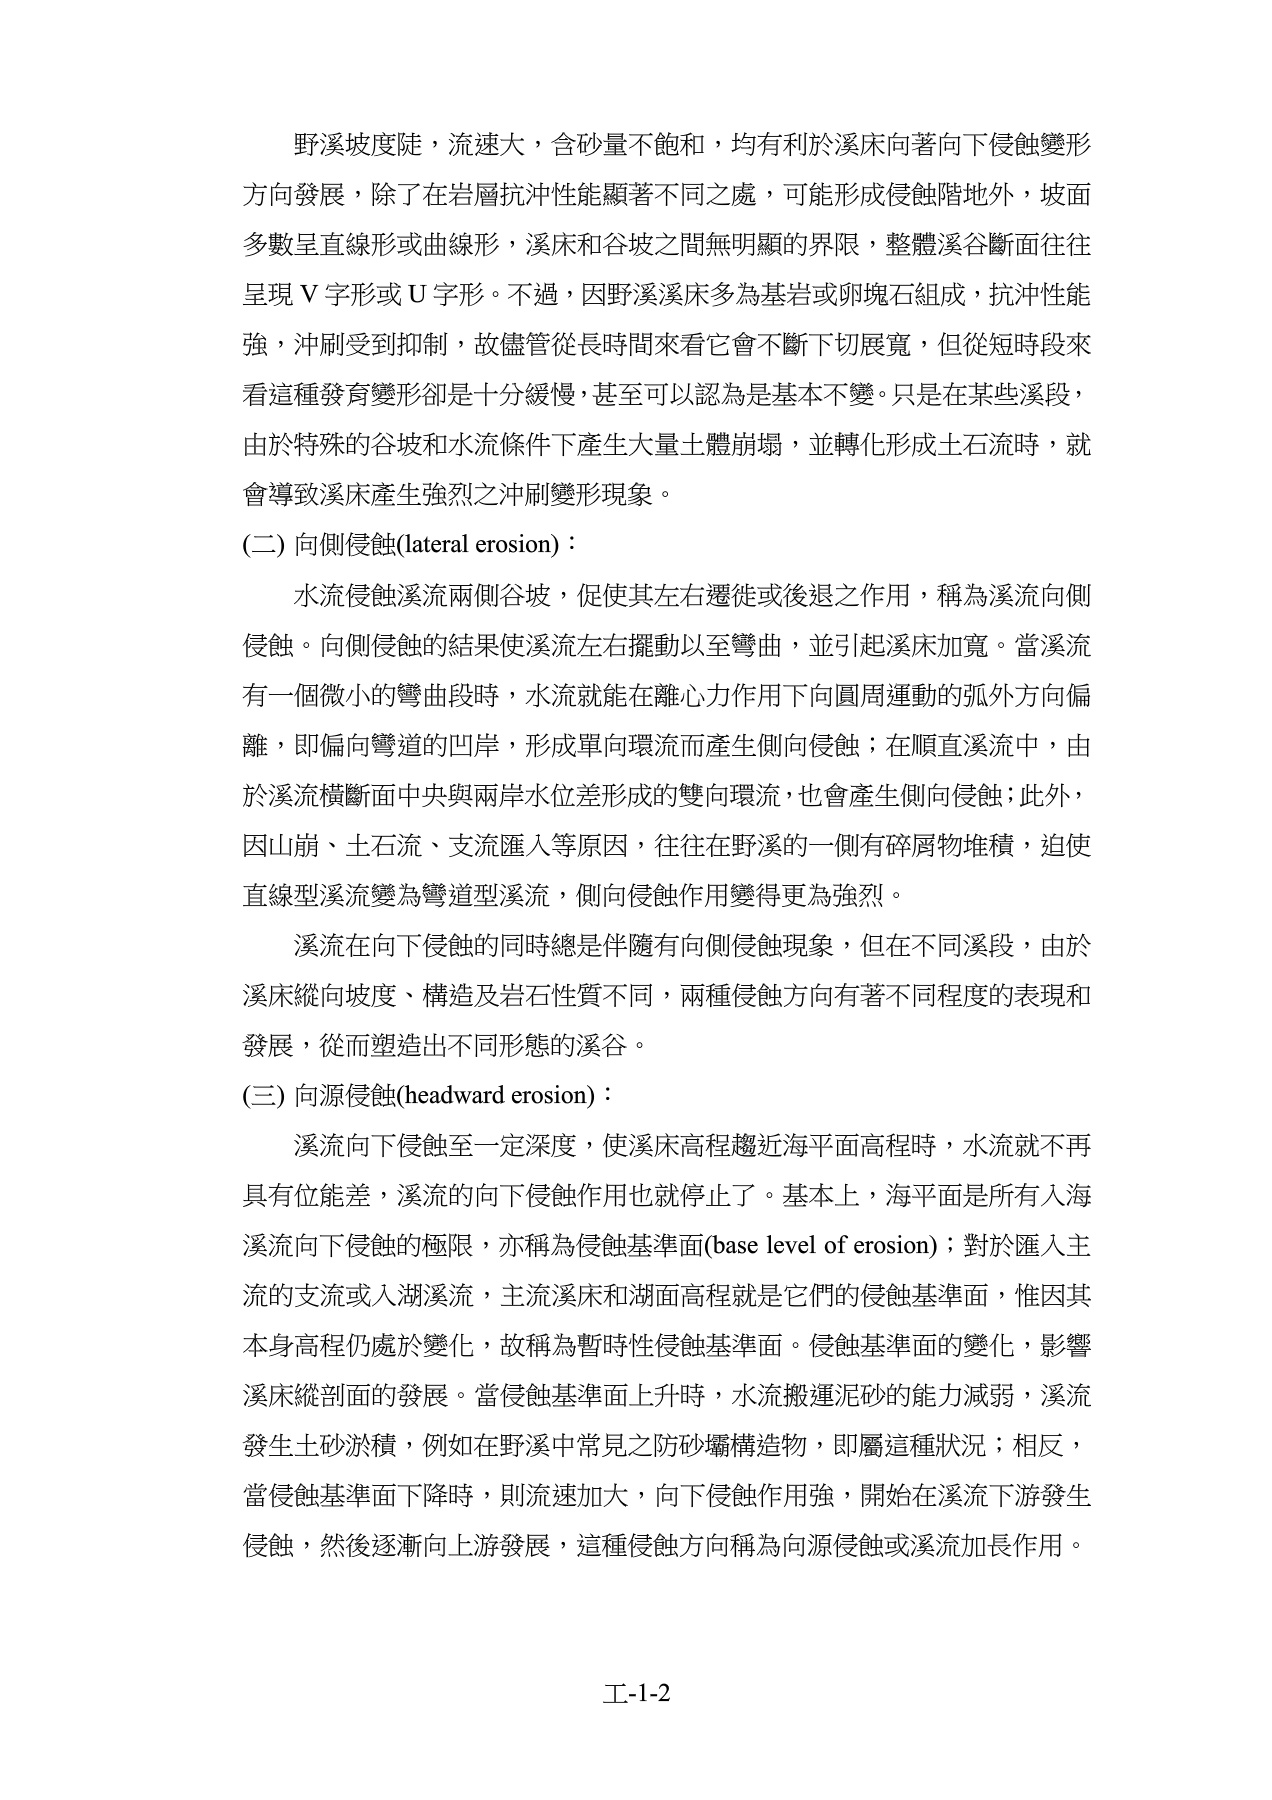 野溪坡度陡，流速大，含砂量不飽和，均有利於溪床向著向下侵蝕變形
方向發展，除了在岩層抗沖性能顯著不同之處，可能形成侵蝕階地外，坡面
多數呈直線形或曲線形，溪床和谷坡之間無明顯的界限，整體溪谷斷面往往
呈現 V 字形或 U 字形。不過，因野溪溪床多為基岩或卵塊石組成，抗沖性能
強，沖刷受到抑制，故儘管從長時間來看它會不斷下切展寬，但從短時段來
看這種發育變形卻是十分緩慢，甚至可以認為是基本不變。只是在某些溪段，
由於特殊的谷坡和水流條件下產生大量土體崩塌，並轉化形成土石流時，就
會導致溪床產生強烈之沖刷變形現象。
(二) 向側侵蝕(lateral erosion)：
水流侵蝕溪流兩側谷坡，促使其左右遷徙或後退之作用，稱為溪流向側
侵蝕。向側侵蝕的結果使溪流左右擺動以至彎曲，並引起溪床加寬。當溪流
有一個微小的彎曲段時，水流就能在離心力作用下向圓周運動的弧外方向偏
離，即偏向彎道的凹岸，形成單向環流而產生側向侵蝕；在順直溪流中，由
於溪流橫斷面中央與兩岸水位差形成的雙向環流，也會產生側向侵蝕；此外，
因山崩、土石流、支流匯入等原因，往往在野溪的一側有碎屑物堆積，迫使
直線型溪流變為彎道型溪流，側向侵蝕作用變得更為強烈。
溪流在向下侵蝕的同時總是伴隨有向側侵蝕現象，但在不同溪段，由於
溪床縱向坡度、構造及岩石性質不同，兩種侵蝕方向有著不同程度的表現和
發展，從而塑造出不同形態的溪谷。
(三) 向源侵蝕(headward erosion)：
溪流向下侵蝕至一定深度，使溪床高程趨近海平面高程時，水流就不再
具有位能差，溪流的向下侵蝕作用也就停止了。基本上，海平面是所有入海
溪流向下侵蝕的極限，亦稱為侵蝕基準面(base level of erosion)；對於匯入主
流的支流或入湖溪流，主流溪床和湖面高程就是它們的侵蝕基準面，惟因其
本身高程仍處於變化，故稱為暫時性侵蝕基準面。侵蝕基準面的變化，影響
溪床縱剖面的發展。當侵蝕基準面上升時，水流搬運泥砂的能力減弱，溪流
發生土砂淤積，例如在野溪中常見之防砂壩構造物，即屬這種狀況；相反，
當侵蝕基準面下降時，則流速加大，向下侵蝕作用強，開始在溪流下游發生
侵蝕，然後逐漸向上游發展，這種侵蝕方向稱為向源侵蝕或溪流加長作用。
工-1-2